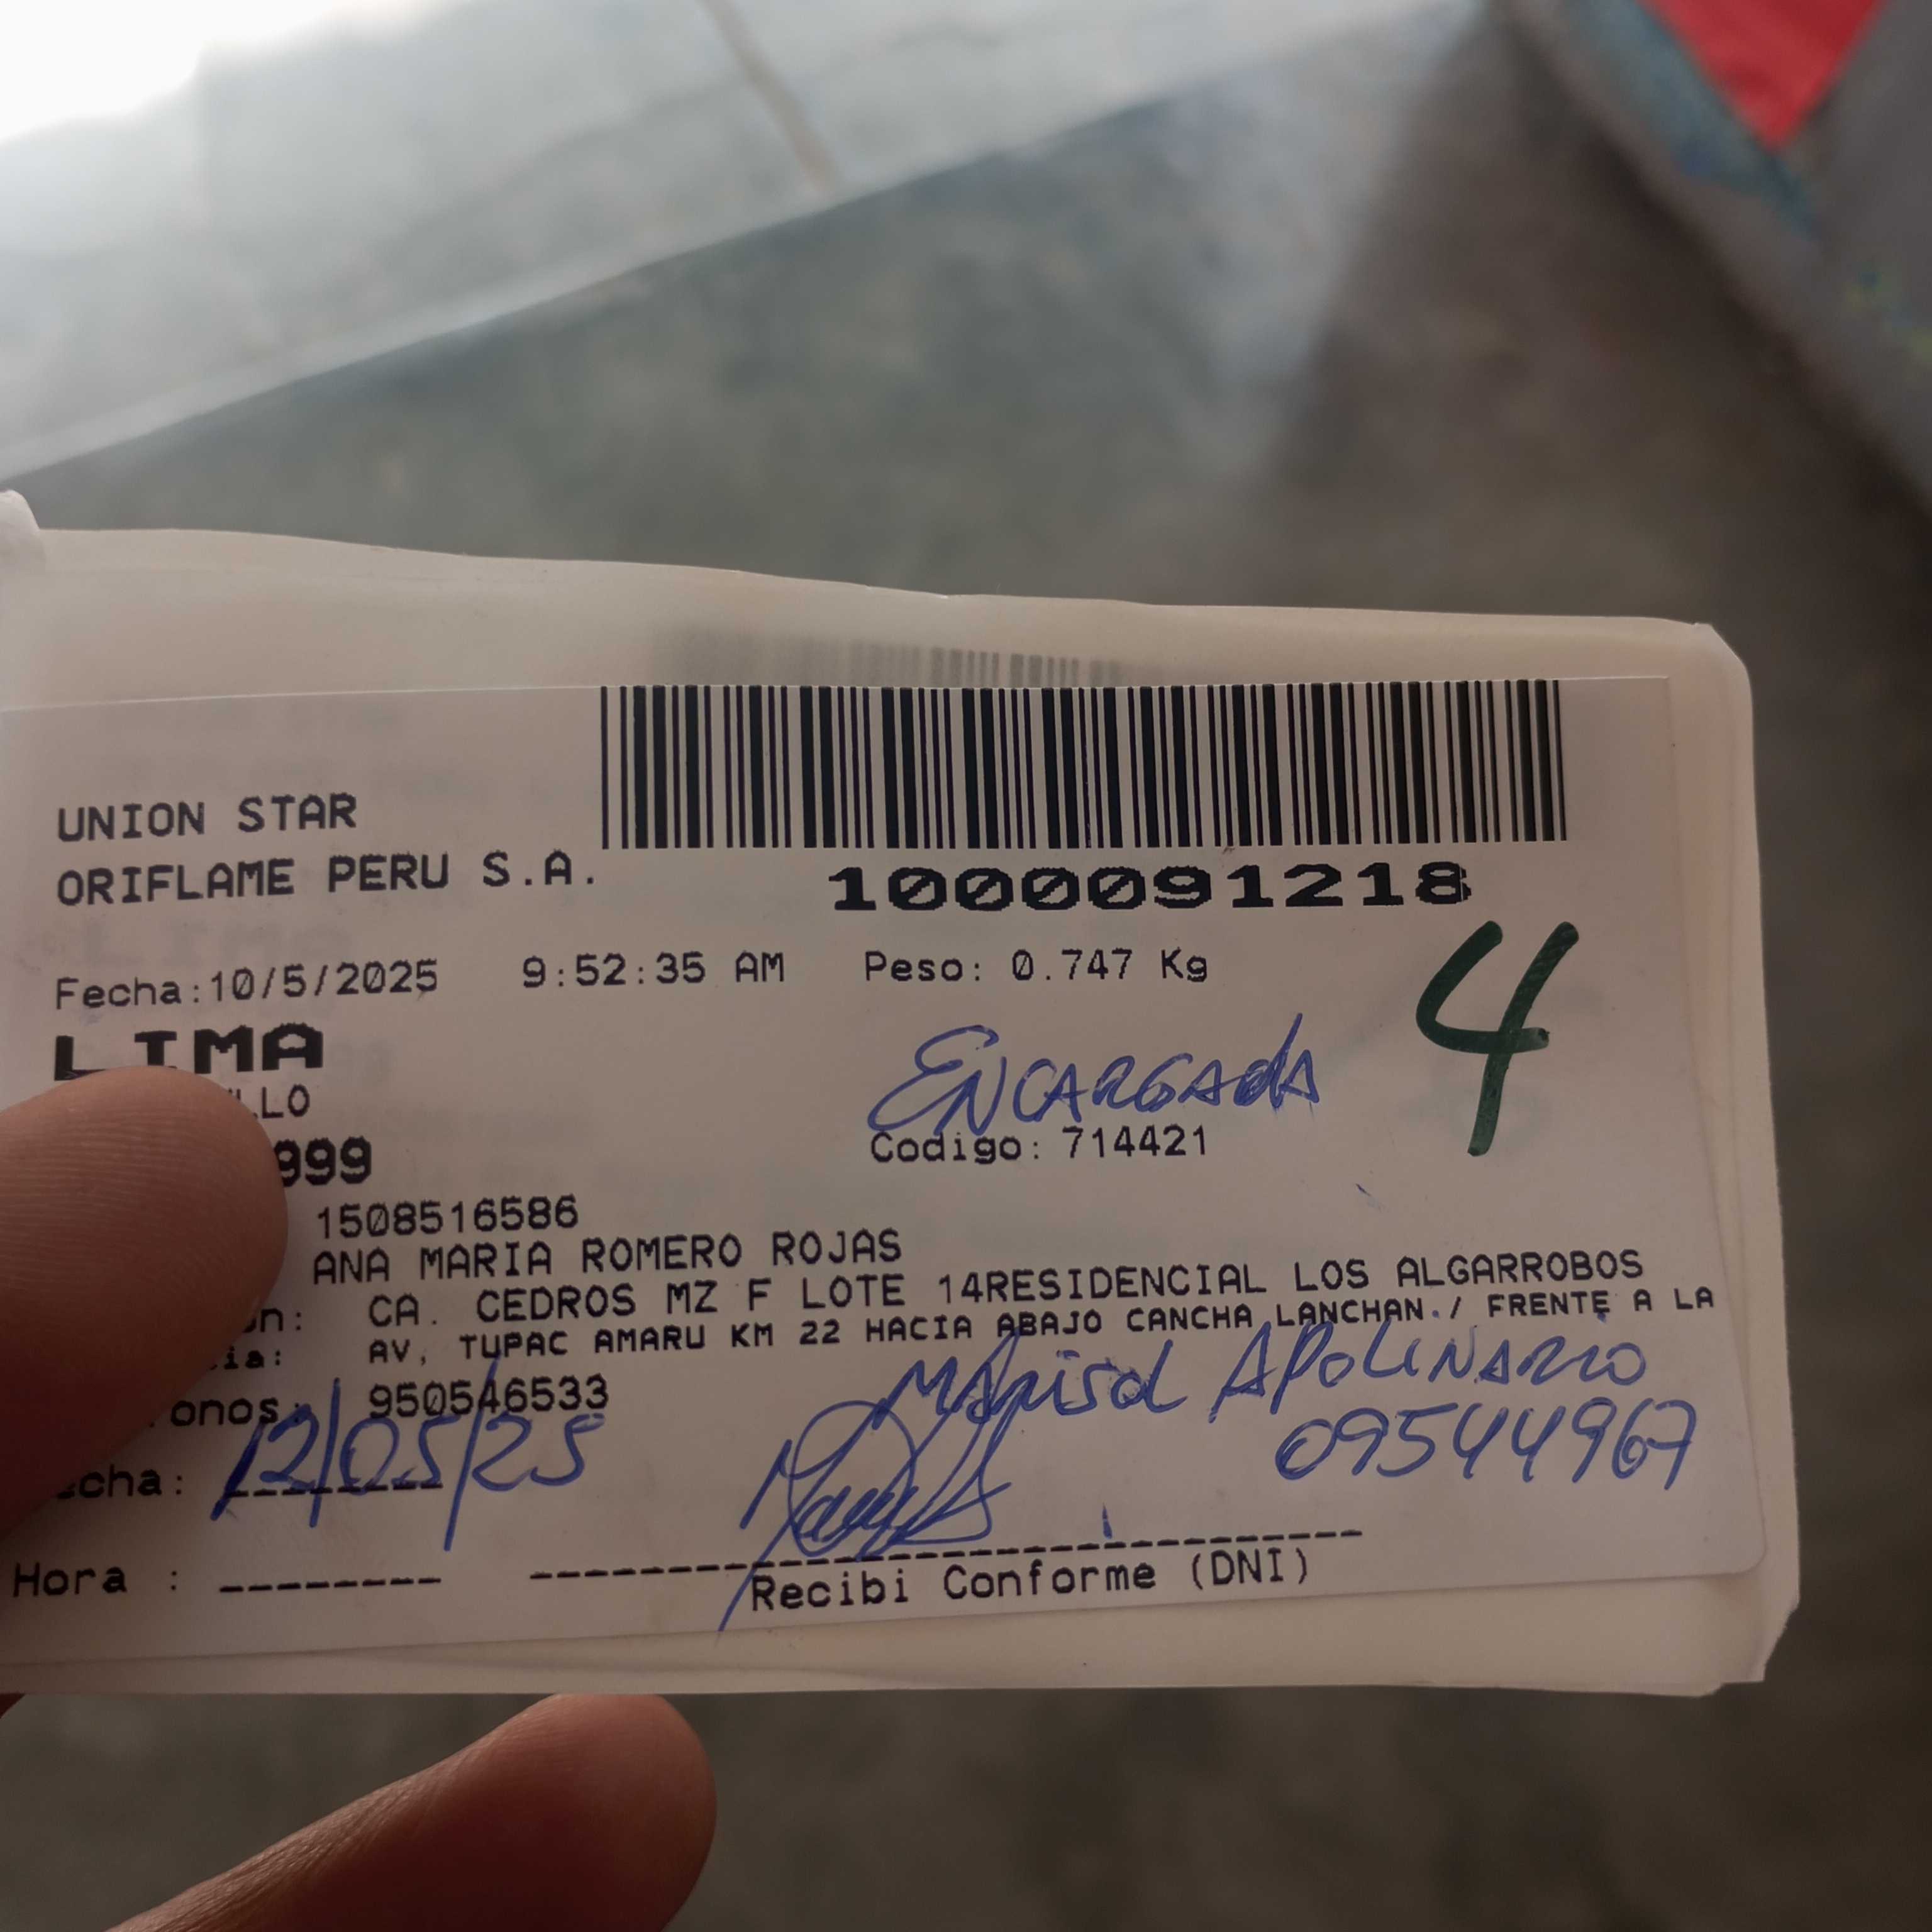 UNION STAR
ORIFLAME PERU S.A.
1000091218
Fecha:10/5/2025 9:52:35 AM Peso: 0.747 Kg
4
LIMA
ENCARGADA
LLO
999 Codigo: 714421
1508516586
ANA MARIA ROMERO ROJAS
ón: CA. CEDROS MZ F LOTE 14RESIDENCIAL LOS ALGARROBOS
ia: AV, TUPAC AMARU KM 22 HACIA ABAJO CANCHA LANCHAN./ FRENTE A LA
onos: 950546533
Marisol APOLINARIO
echa: 12/05/25
09544967
Hora : -------- 
Recibi Conforme (DNI)